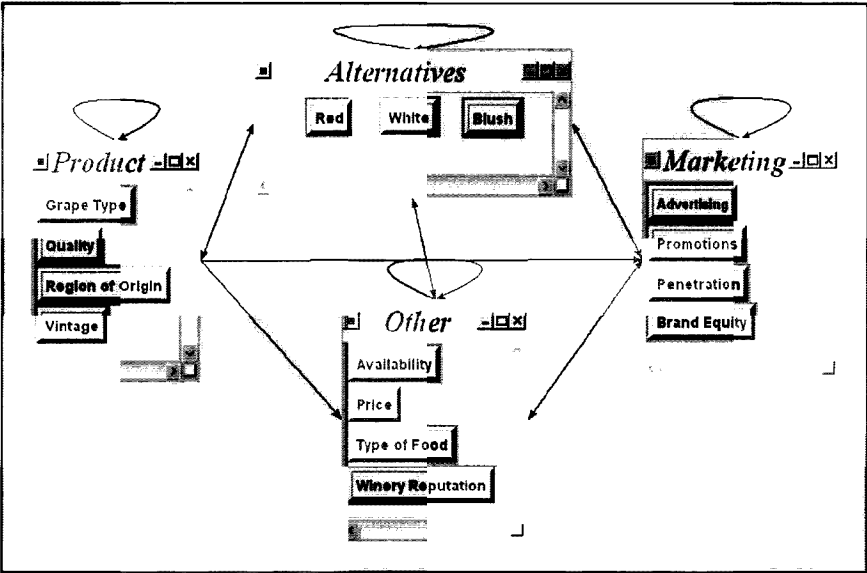 Alternatives
Red
White
Blush
Product
Grape Type
Quality
Region of Origin
Vintage
Marketing
Advertising
Promotions
Penetration
Brand Equity
Other
Availability
Price
Type of Food
Winery Reputation